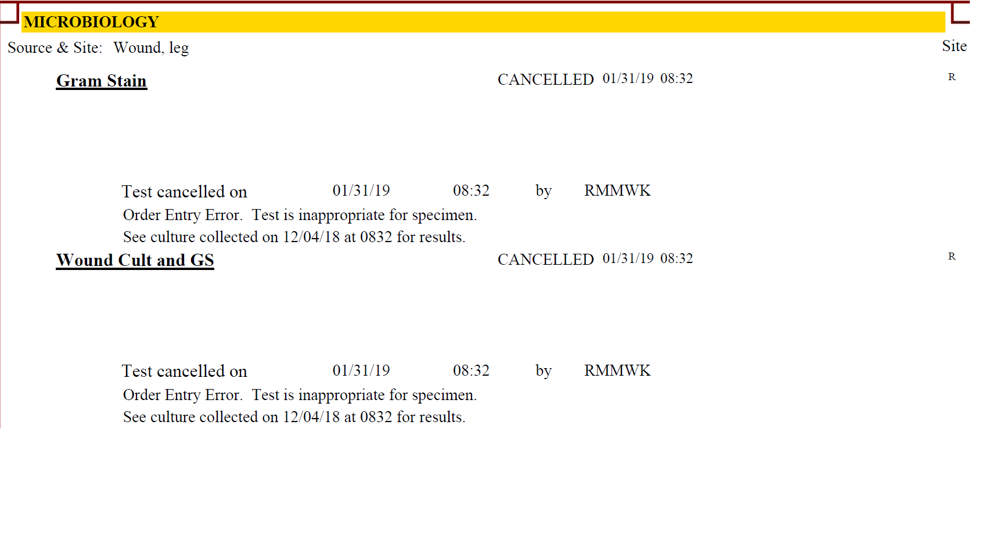 MICROBIOLOGY
Source & Site: Wound, leg Site
Gram Stain CANCELLED 01/31/19 08:32 R
Test cancelled on 01/31/19 08:32 by RMMWK
Order Entry Error. Test is inappropriate for specimen.
See culture collected on 12/04/18 at 0832 for results.
Wound Cult and GS CANCELLED 01/31/19 08:32 R
Test cancelled on 01/31/19 08:32 by RMMWK
Order Entry Error. Test is inappropriate for specimen.
See culture collected on 12/04/18 at 0832 for results.